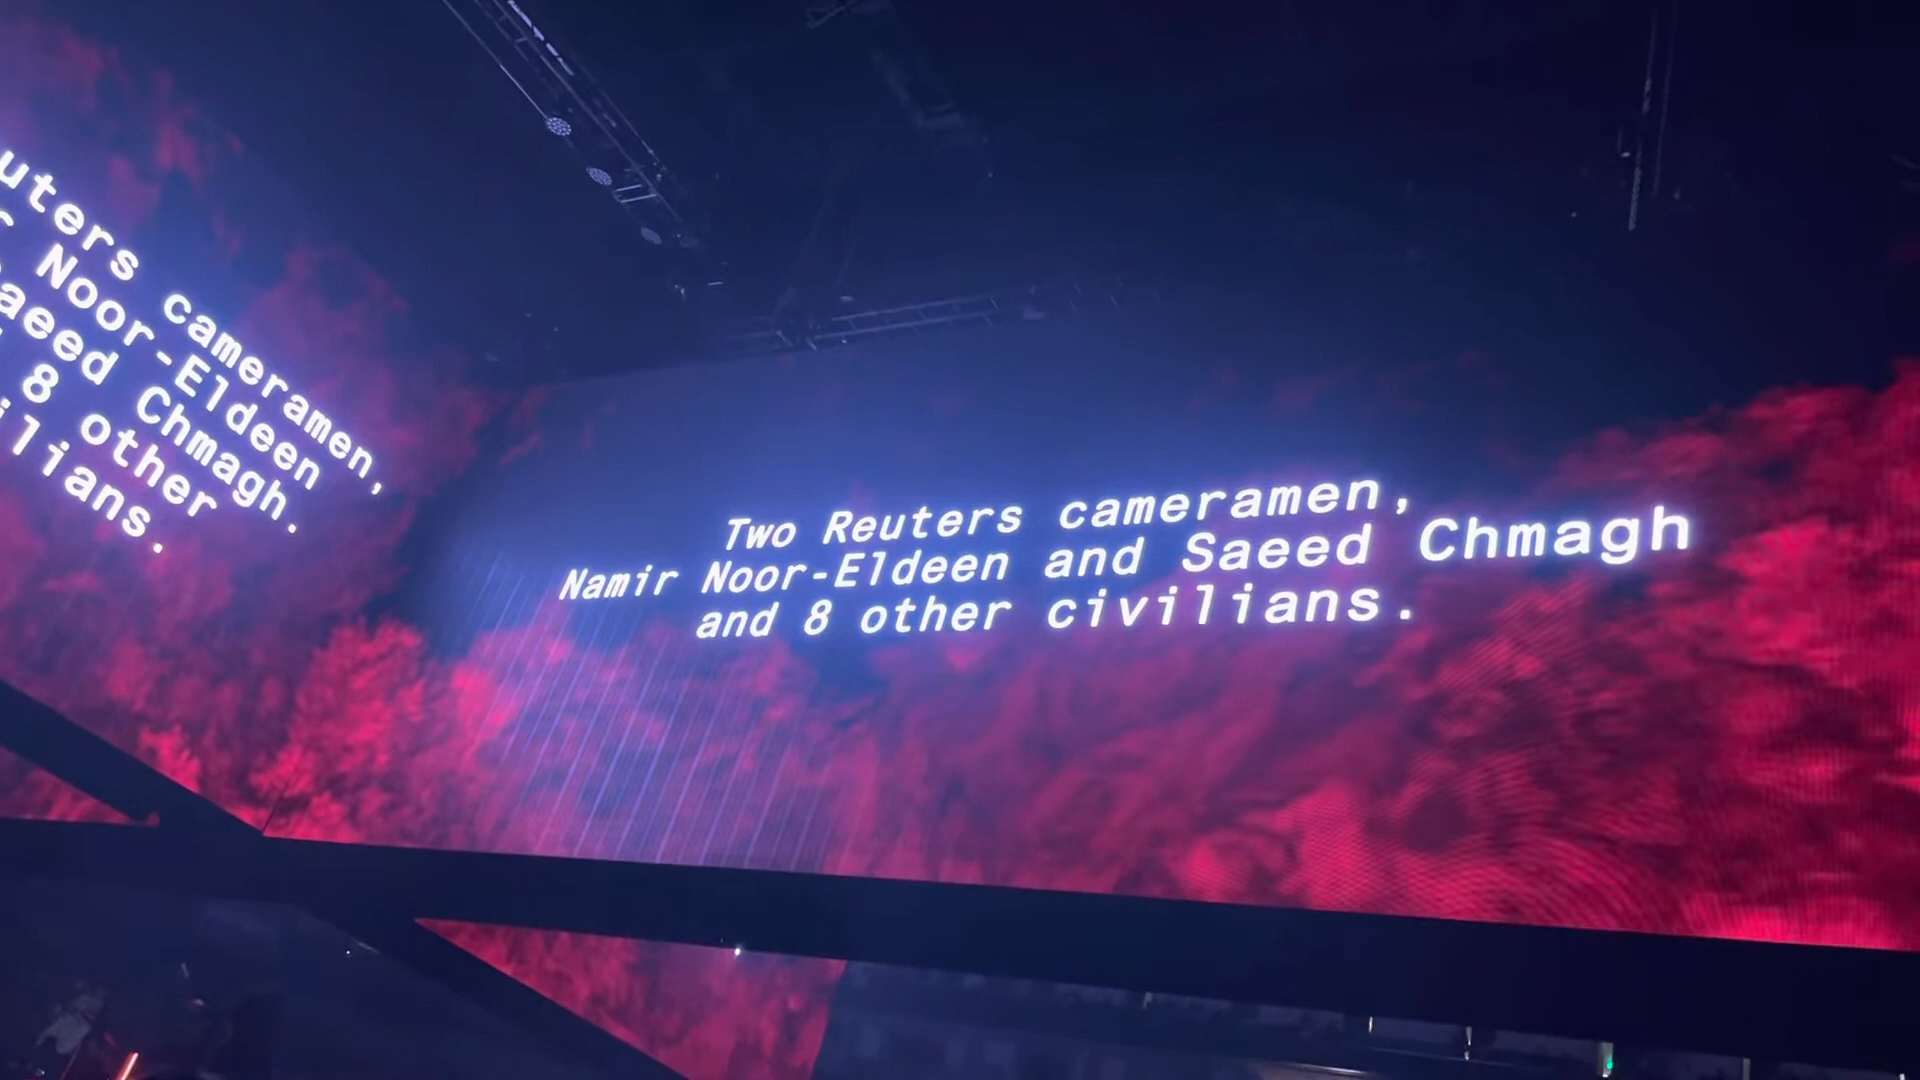 uters cameramen,
r Noor-Eldeen
aeed Chmagh.
8 other
ilians.
Two Reuters cameramen,
Namir Noor-Eldeen and Saeed Chmagh
and 8 other civilians.